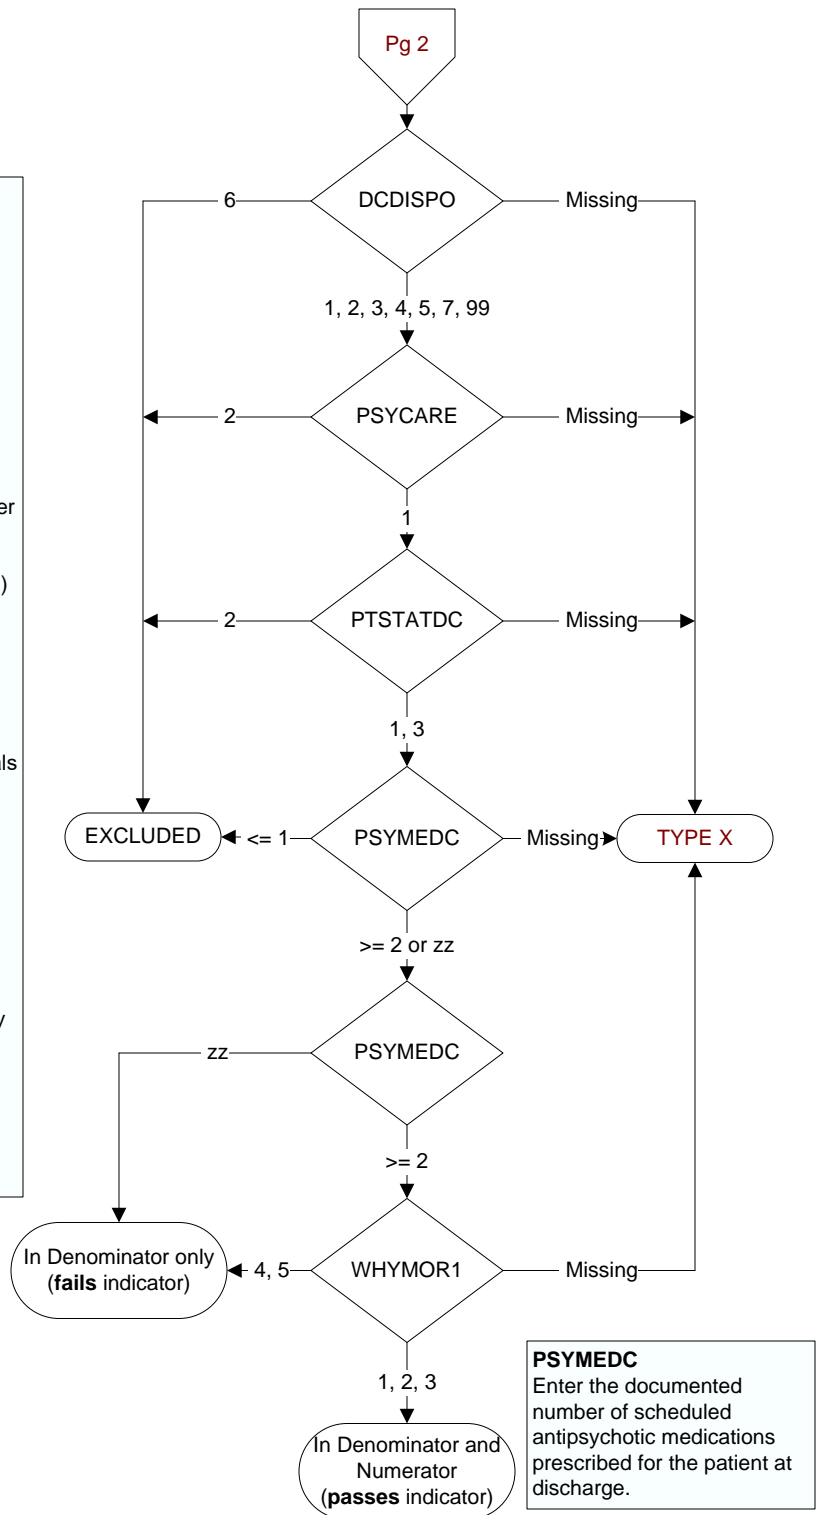 Pg 2
DCDISPO
6
Missing
1, 2, 3, 4, 5, 7, 99
PSYCARE
2
Missing
1
er
)
PTSTATDC
2
Missing
1, 3
als
PSYMEDC
<= 1
EXCLUDED
Missing
TYPE X
>= 2 or zz
y
PSYMEDC
zz
>= 2
WHYMOR1
4, 5
In Denominator only
(fails indicator)
Missing
1, 2, 3
In Denominator and
Numerator
(passes indicator)
PSYMEDC
Enter the documented
number of scheduled
antipsychotic medications
prescribed for the patient at
discharge.